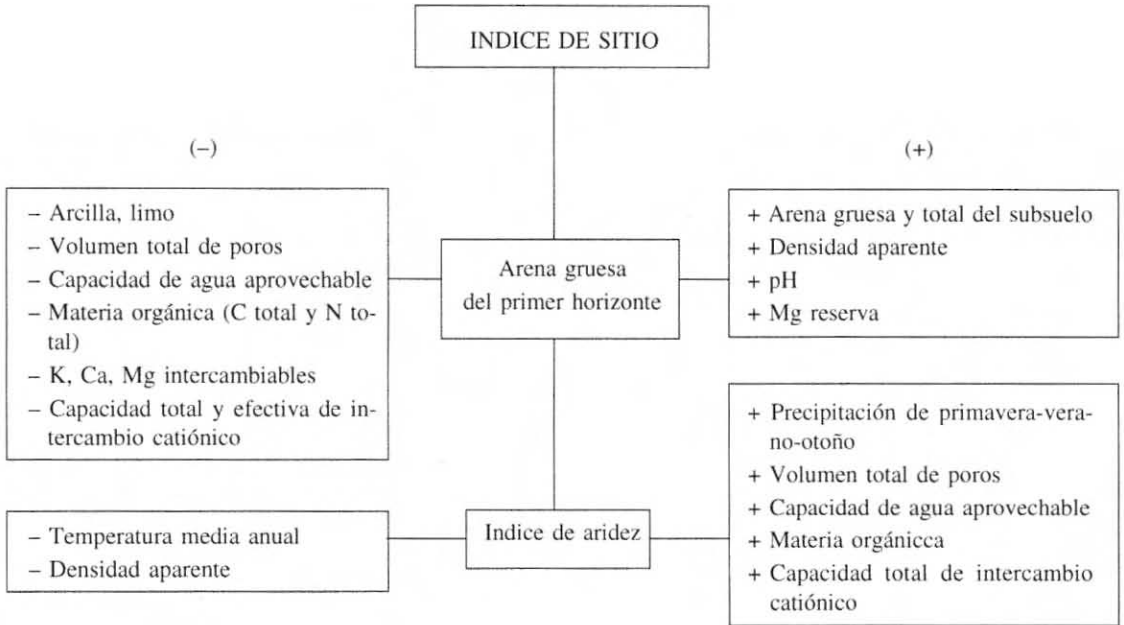 INDICE DE SITIO
(–)
(+)
– Arcilla, limo
– Volumen total de poros
– Capacidad de agua aprovechable
– Materia orgánica (C total y N to-
tal)
– K, Ca, Mg intercambiables
– Capacidad total y efectiva de in-
tercambio catiónico
Arena gruesa
del primer horizonte
+ Arena gruesa y total del subsuelo
+ Densidad aparente
+ pH
+ Mg reserva
– Temperatura media anual
– Densidad aparente
Indice de aridez
+ Precipitación de primavera-vera-
no-otoño
+ Volumen total de poros
+ Capacidad de agua aprovechable
+ Materia orgánicca
+ Capacidad total de intercambio
catiónico